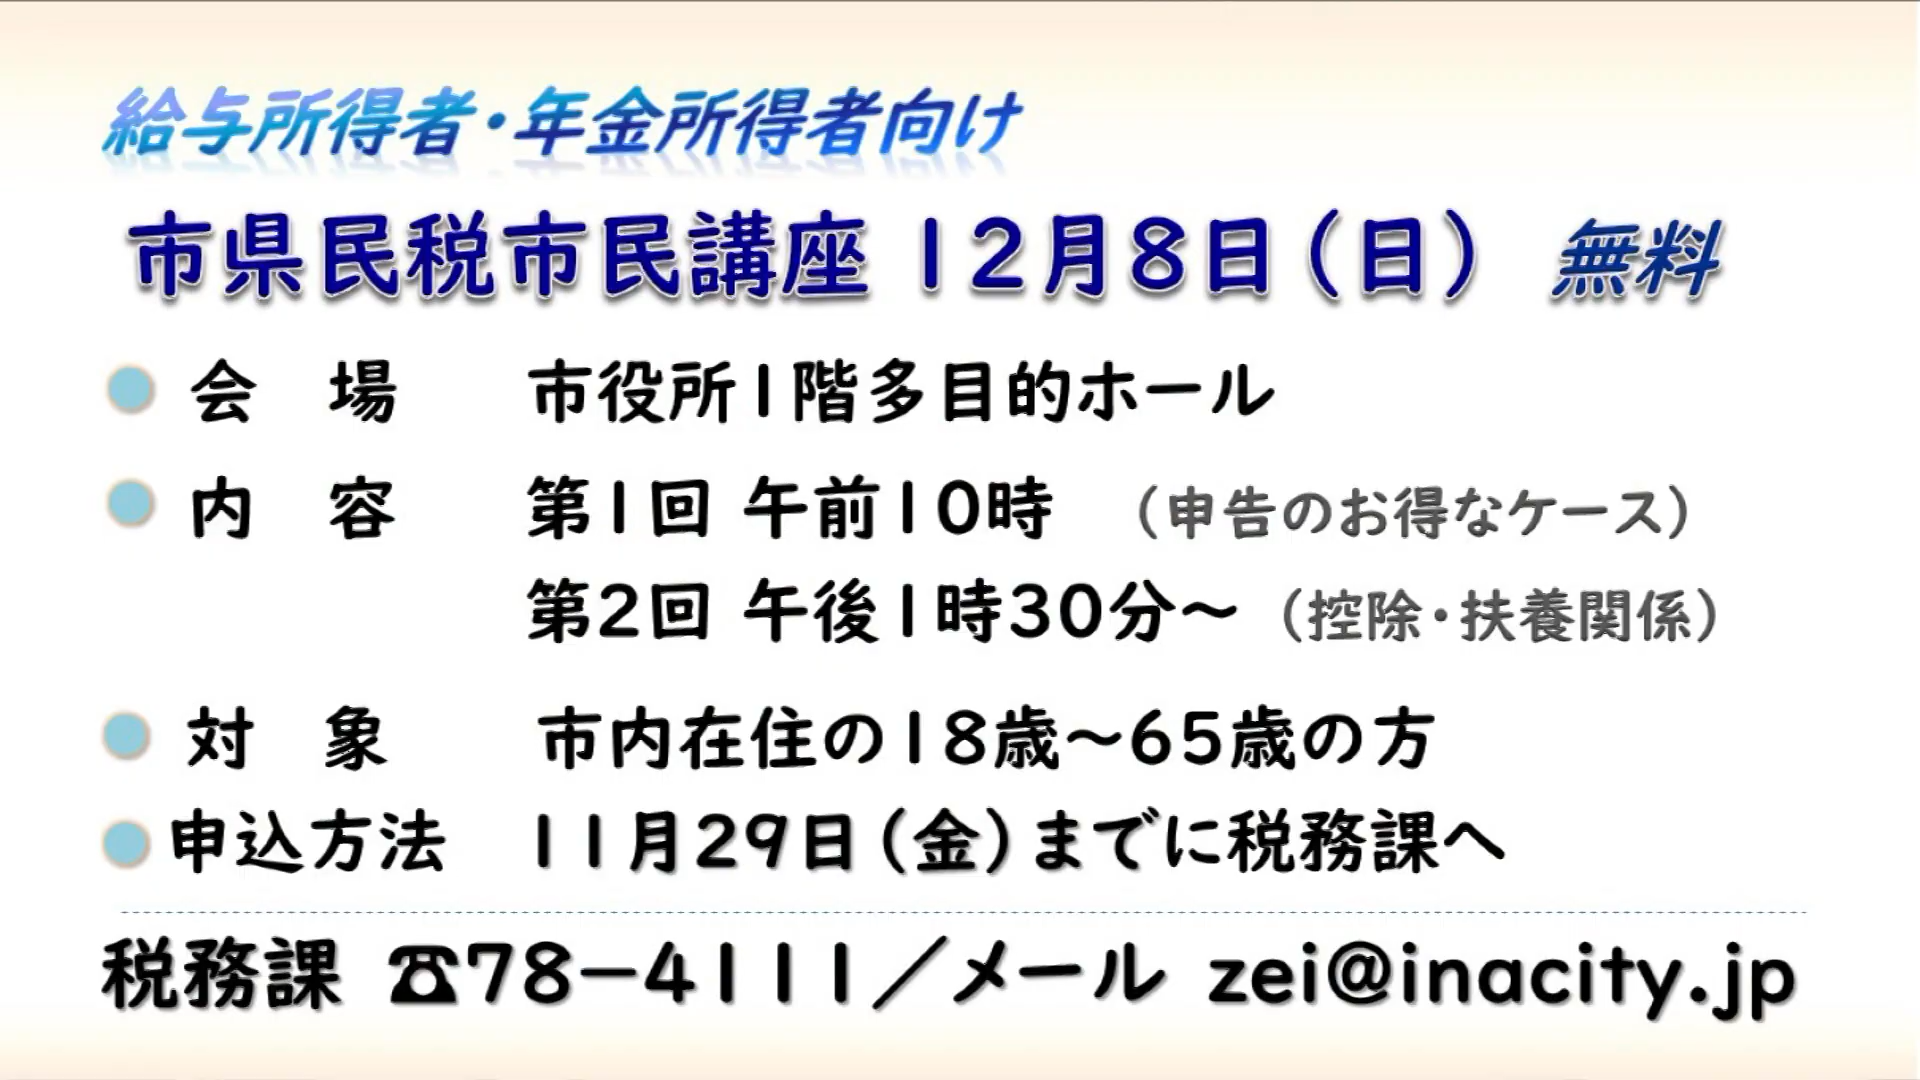 給与所得者・年金所得者向け
市県民税市民講座 12月8日（日） 無料
会　場　市役所1階多目的ホール
内　容　第1回 午前10時　（申告のお得なケース）
第2回 午後1時30分～（控除・扶養関係）
対　象　市内在住の18歳～65歳の方
申込方法　11月29日（金）までに税務課へ
税務課 ☎78－4111／メール zei@inacity.jp